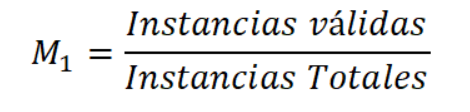 M₁ = Instancias válidas / Instancias Totales